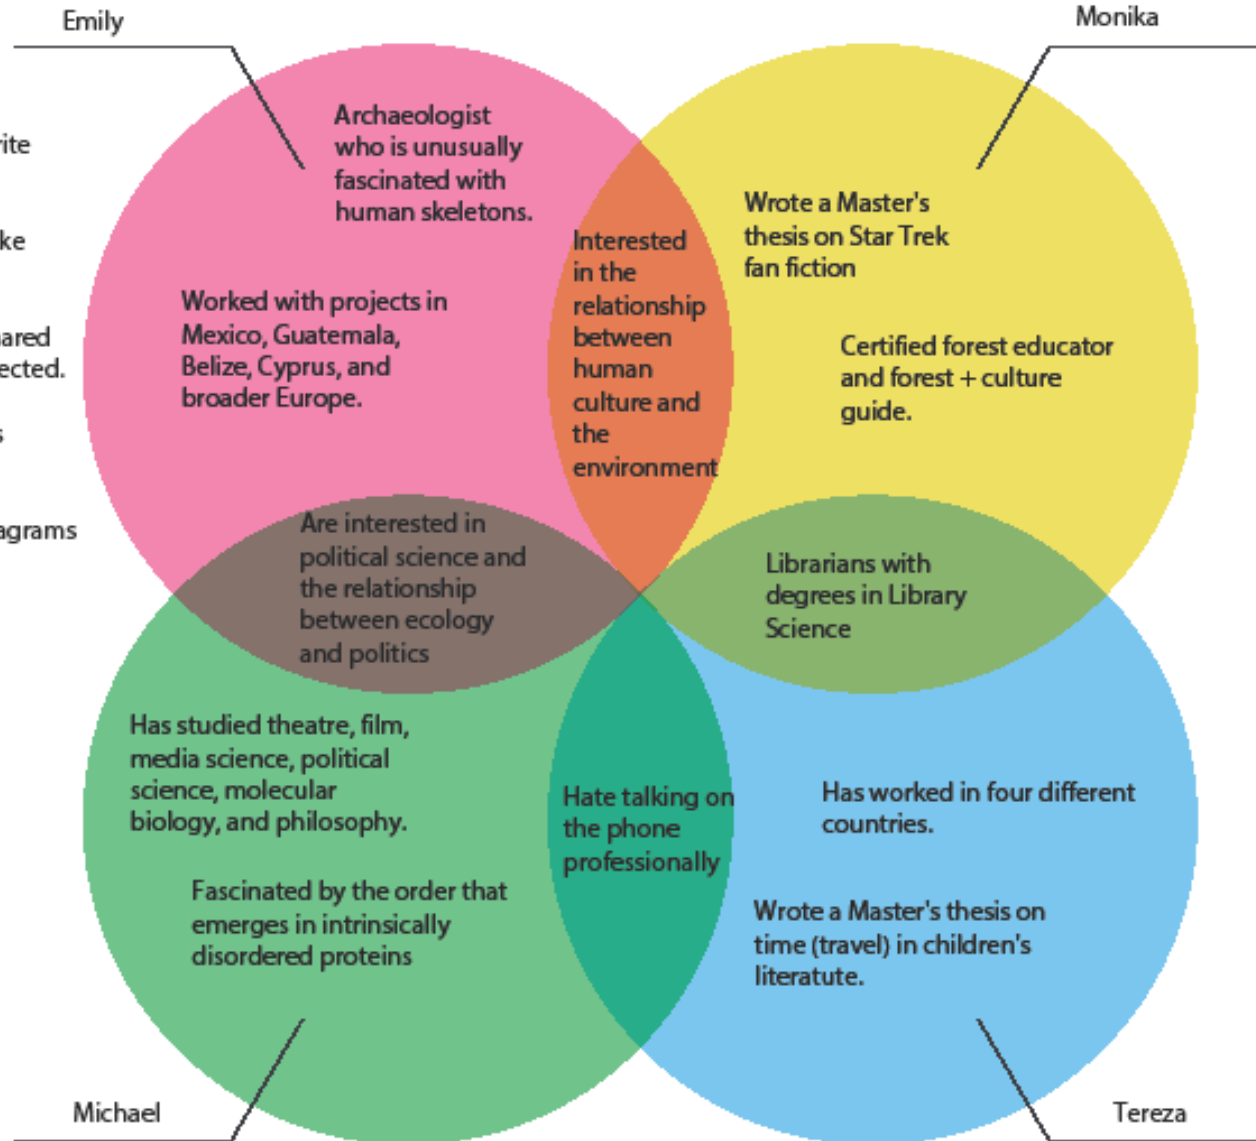 Emily
Monika
Archaeologist
who is unusually
fascinated with
human skeletons.
Worked with projects in
Mexico, Guatemala,
Belize, Cyprus, and
broader Europe.
Interested
in the
relationship
between
human
culture and
the
environment
Wrote a Master's
thesis on Star Trek
fan fiction
Certified forest educator
and forest + culture
guide.
Are interested in
political science and
the relationship
between ecology
and politics
Librarians with
degrees in Library
Science
Has studied theatre, film,
media science, political
science, molecular
biology, and philosophy.
Fascinated by the order that
emerges in intrinsically
disordered proteins
Hate talking on
the phone
professionally
Has worked in four different
countries.
Wrote a Master's thesis on
time (travel) in children's
literatute.
Michael
Tereza